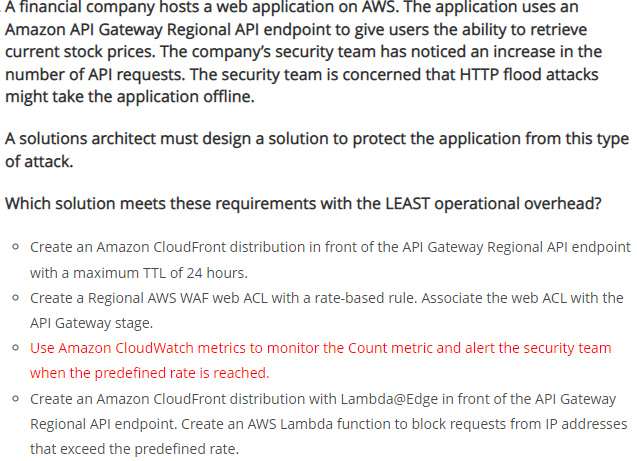 A financial company hosts a web application on AWS. The application uses an
Amazon API Gateway Regional API endpoint to give users the ability to retrieve
current stock prices. The company's security team has noticed an increase in the
number of API requests. The security team is concerned that HTTP flood attacks
might take the application offline.
A solutions architect must design a solution to protect the application from this type
of attack.
Which solution meets these requirements with the LEAST operational overhead?
Create an Amazon CloudFront distribution in front of the API Gateway Regional API endpoint
with a maximum TTL of 24 hours.
Create a Regional AWS WAF web ACL with a rate-based rule. Associate the web ACL with the
API Gateway stage.
Use Amazon CloudWatch metrics to monitor the Count metric and alert the security team
when the predefined rate is reached.
Create an Amazon CloudFront distribution with Lambda@Edge in front of the API Gateway
Regional API endpoint. Create an AWS Lambda function to block requests from IP addresses
that exceed the predefined rate.